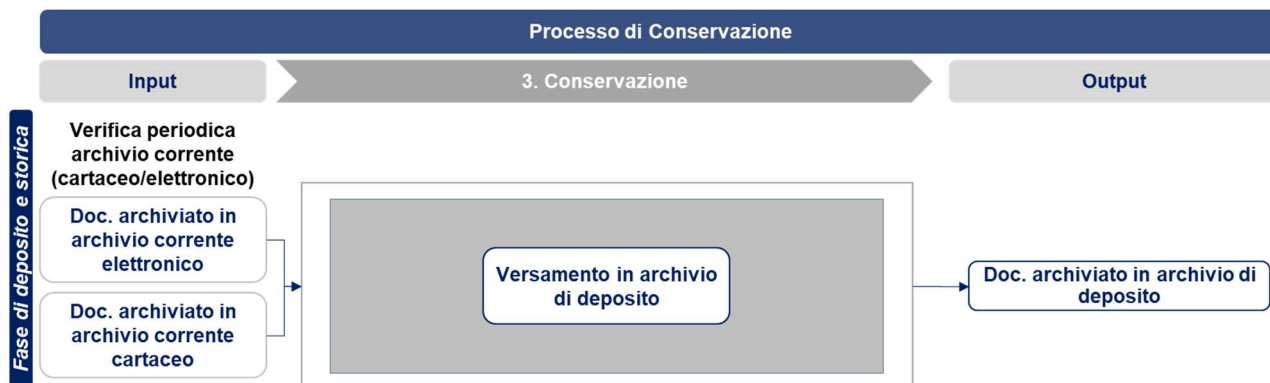 Processo di Conservazione
Input
3. Conservazione
Output
Fase di deposito e storica
Verifica periodica
archivio corrente
(cartaceo/elettronico)
Doc. archiviato in
archivio corrente
elettronico
Doc. archiviato in
archivio corrente
cartaceo
Versamento in archivio
di deposito
Doc. archiviato in archivio di
deposito